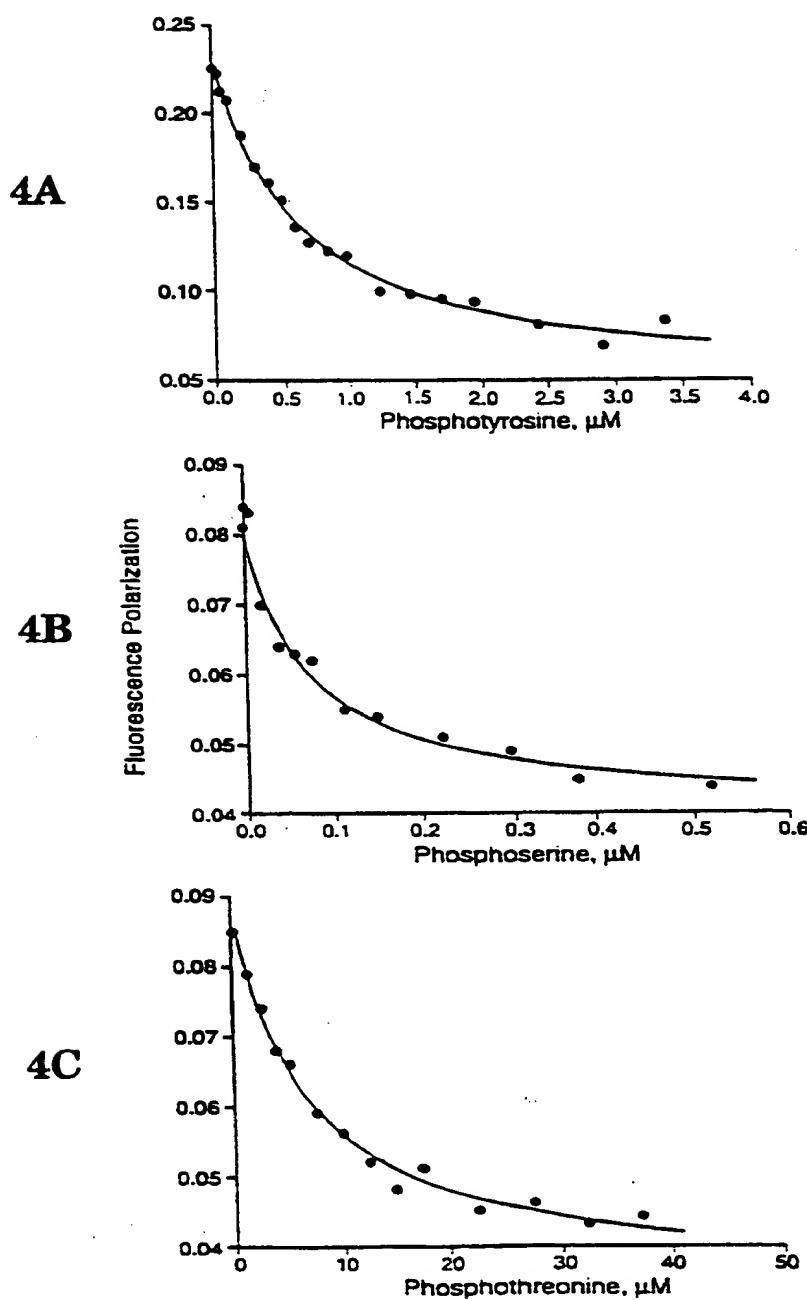 4A
0.25
0.20
0.15
0.10
0.05
0.0 0.5 1.0 1.5 2.0 2.5 3.0 3.5 4.0
Phosphotyrosine, µM
4B
Fluorescence Polarization
0.09
0.08
0.07
0.06
0.05
0.04
0.0 0.1 0.2 0.3 0.4 0.5 0.6
Phosphoserine, µM
4C
0.09
0.08
0.07
0.06
0.05
0.04
0 10 20 30 40 50
Phosphothreonine, µM